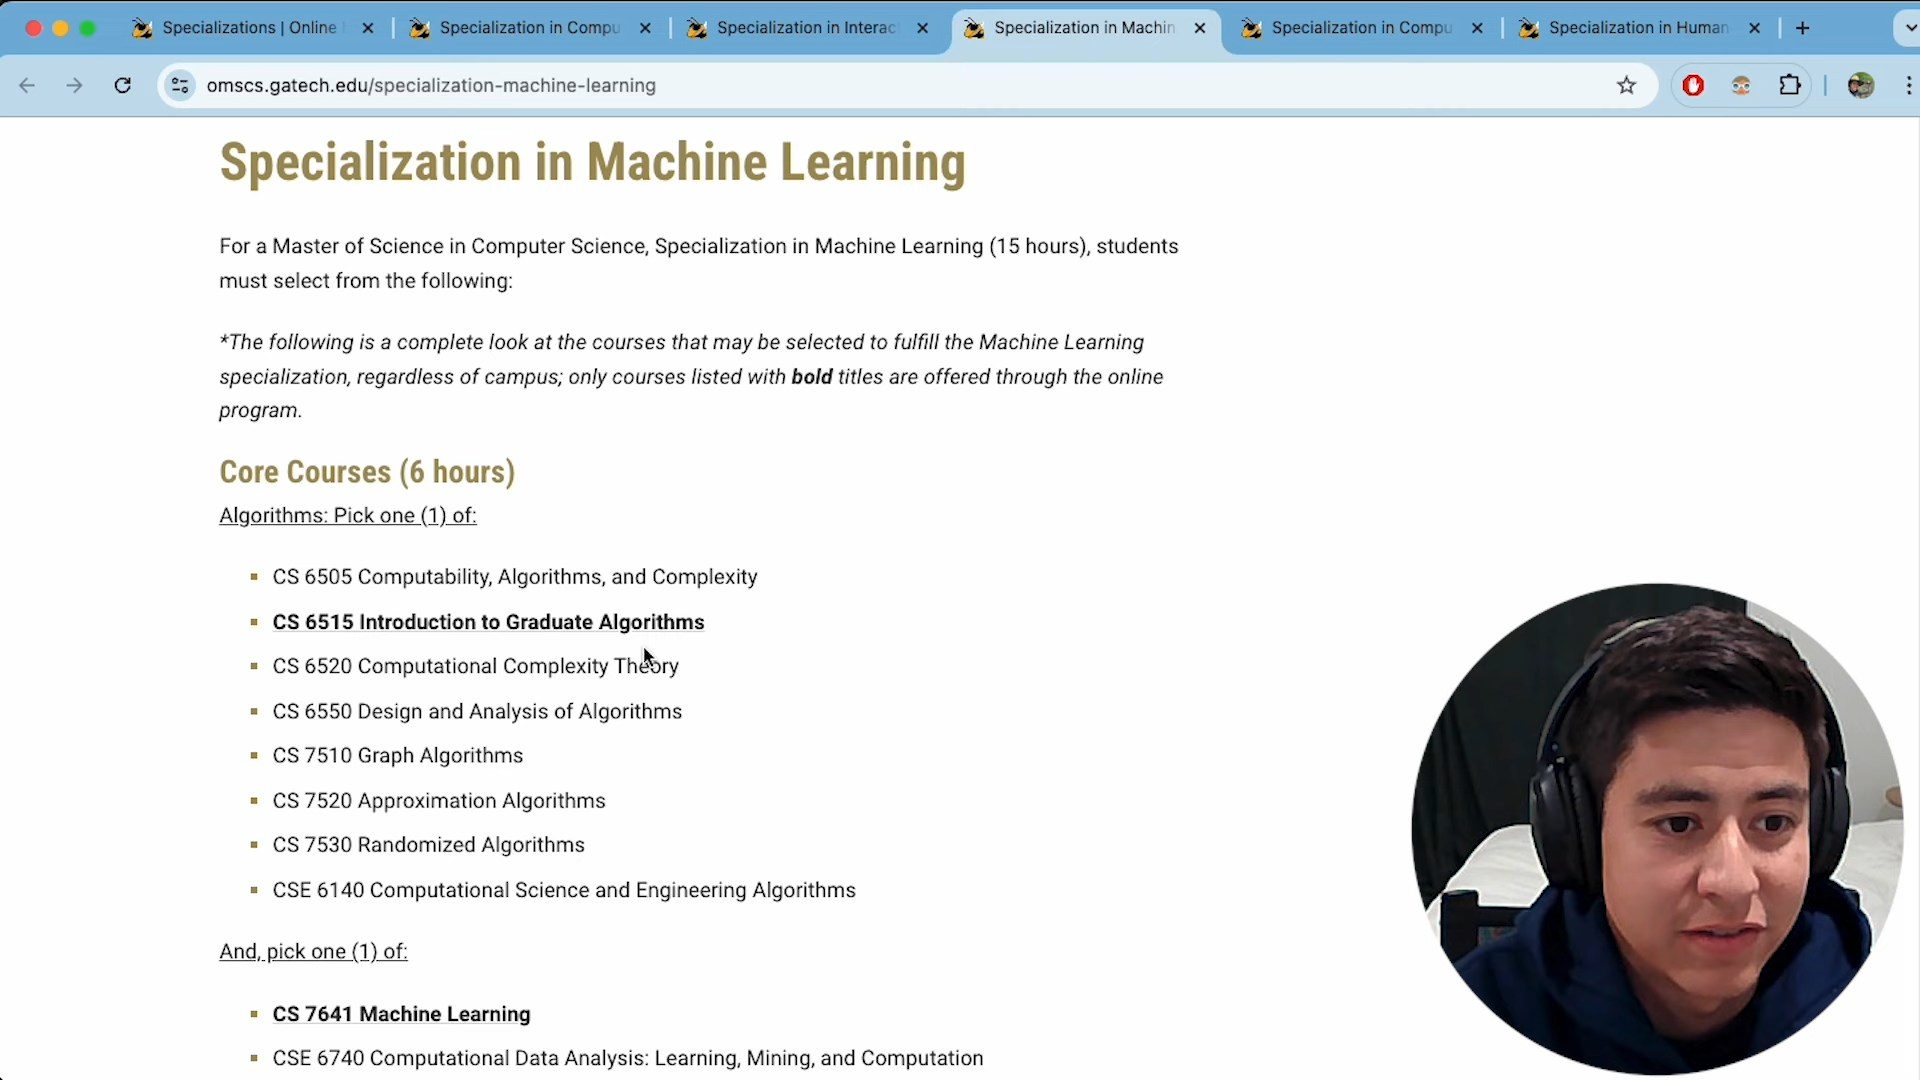 Specializations | Online
Specialization in Compu
Specialization in Interac
Specialization in Machin
Specialization in Compu
Specialization in Human
omscs.gatech.edu/specialization-machine-learning
Specialization in Machine Learning
For a Master of Science in Computer Science, Specialization in Machine Learning (15 hours), students
must select from the following:
*The following is a complete look at the courses that may be selected to fulfill the Machine Learning
specialization, regardless of campus; only courses listed with bold titles are offered through the online
program.
Core Courses (6 hours)
Algorithms: Pick one (1) of:
CS 6505 Computability, Algorithms, and Complexity
CS 6515 Introduction to Graduate Algorithms
CS 6520 Computational Complexity Theory
CS 6550 Design and Analysis of Algorithms
CS 7510 Graph Algorithms
CS 7520 Approximation Algorithms
CS 7530 Randomized Algorithms
CSE 6140 Computational Science and Engineering Algorithms
And, pick one (1) of:
CS 7641 Machine Learning
CSE 6740 Computational Data Analysis: Learning, Mining, and Computation